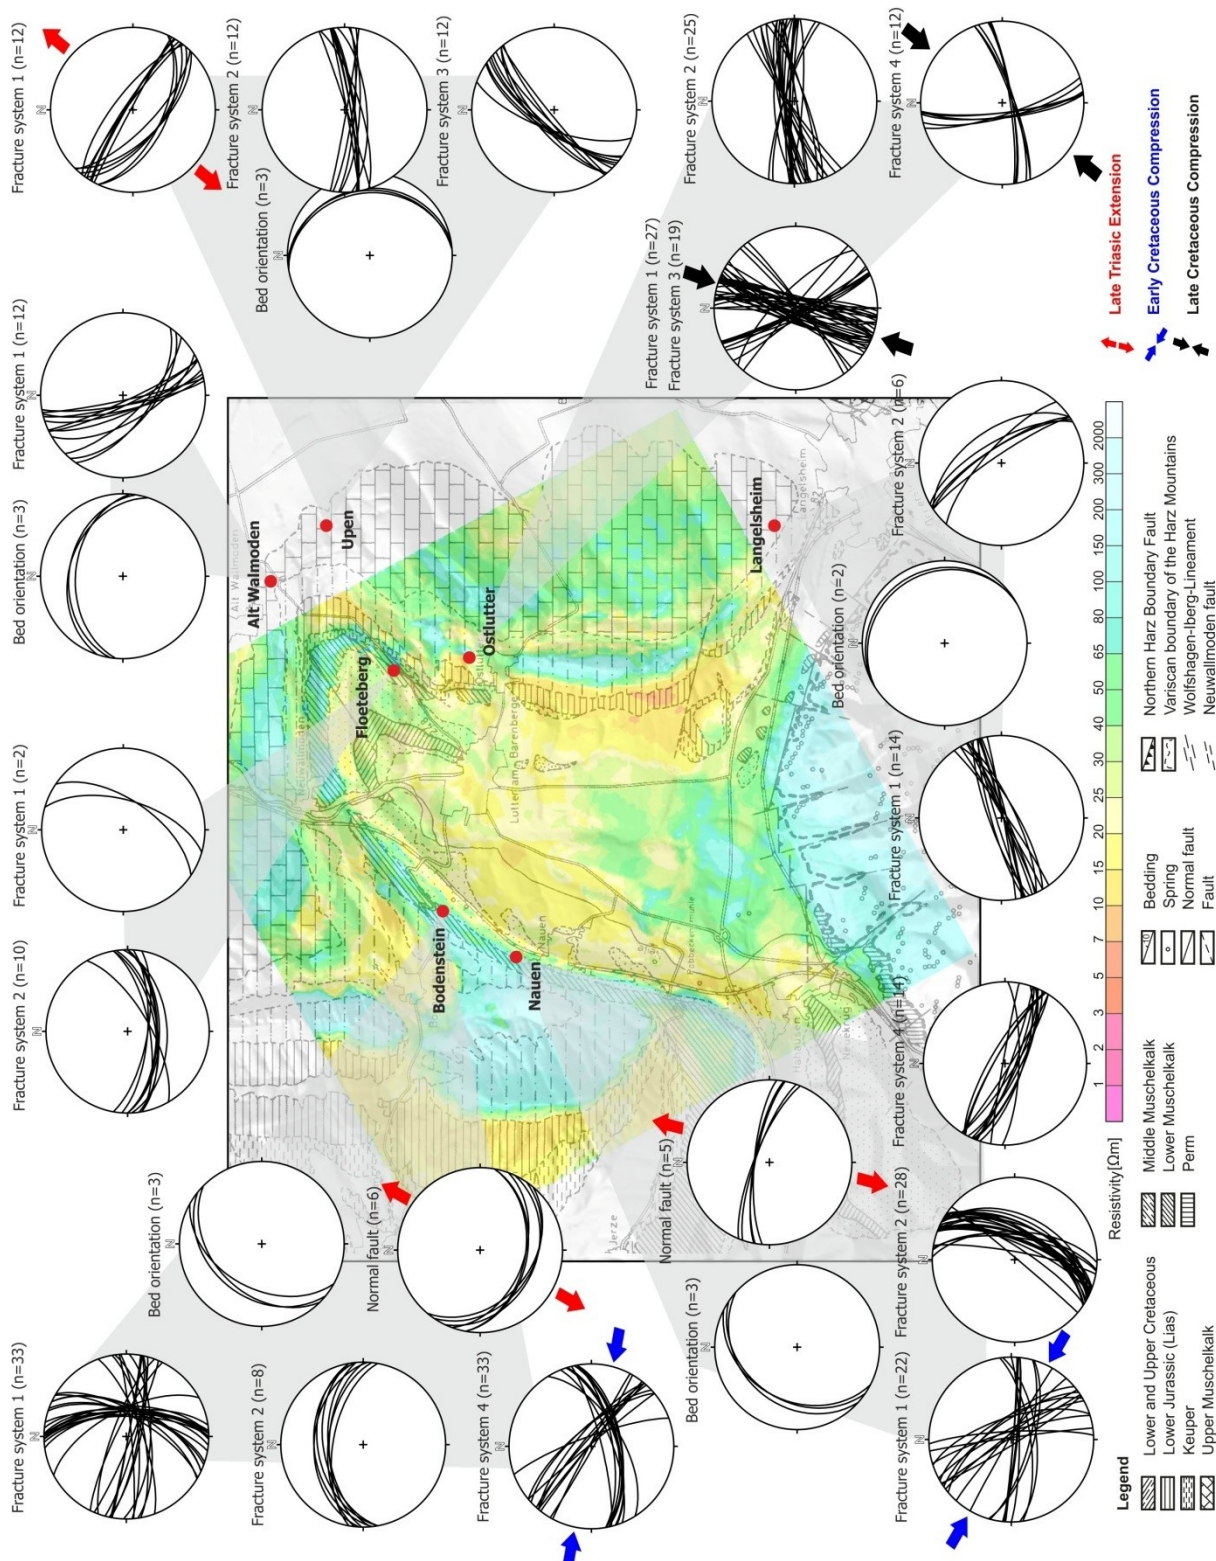 Fracture system 1 (n=33)
N
Fracture system 2 (n=10)
N
Fracture system 1 (n=2)
N
Bed orientation (n=3)
N
Fracture system 1 (n=12)
N
Fracture system 1 (n=12)
N
Bed orientation (n=3)
N
Fracture system 2 (n=8)
N
Fracture system 2 (n=12)
N
Bed orientation (n=3)
N
Normal fault (n=6)
N
Fracture system 4 (n=33)
N
Fracture system 3 (n=12)
N
Alt Walmoden
Upen
Floeteberg
Ostlutter
Bodenstein
Nauen
Lutter am Barenberge
Nauen
Jerze
Langelsheim
Normal fault (n=5)
N
Bed orientation (n=3)
N
Fracture system 1 (n=27)
Fracture system 3 (n=19)
N
Fracture system 2 (n=25)
N
Bed orientation (n=2)
N
Fracture system 1 (n=22)
N
Fracture system 2 (n=28)
N
Fracture system 4 (n=14)
N
Fracture system 1 (n=14)
N
Fracture system 2 (n=6)
N
Fracture system 4 (n=12)
N
Legend
Lower and Upper Cretaceous
Lower Jurassic (Lias)
Keuper
Upper Muschelkalk
Middle Muschelkalk
Lower Muschelkalk
Perm
Resistivity[Ωm]
1 2 3 5 7 10 15 20 25 30 40 50 65 80 100 150 200 300 2000
Bedding
Spring
Normal fault
Fault
Northern Harz Boundary Fault
Variscan boundary of the Harz Mountains
Wolfshagen-Iberg-Lineament
Neuwallmoden fault
Late Triasic Extension
Early Cretaceous Compression
Late Cretaceous Compression